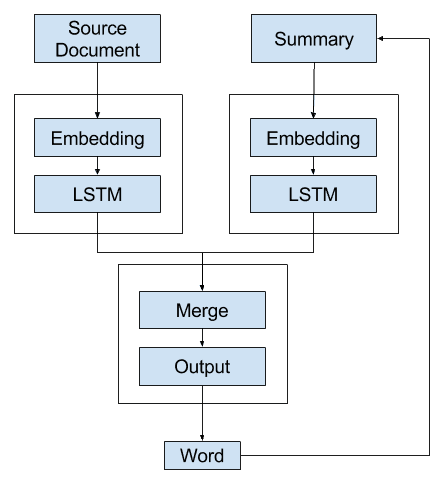 Source
Document
Summary
Embedding
LSTM
Embedding
LSTM
Merge
Output
Word